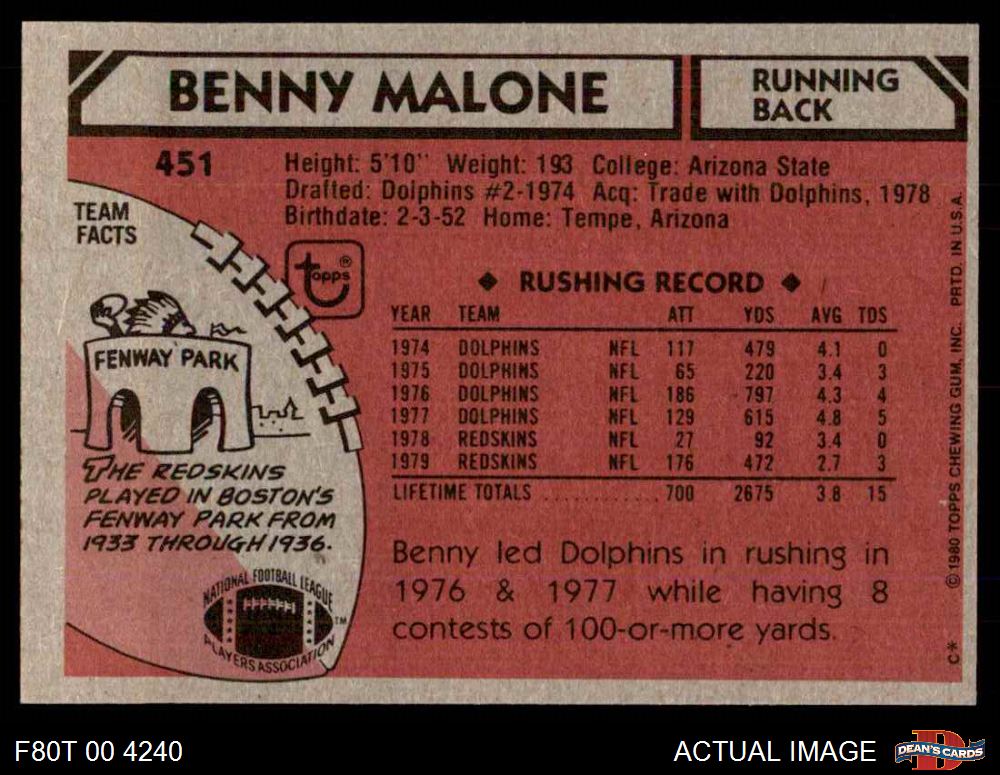 BENNY MALONE
RUNNING
BACK
451
Height: 5'10" Weight: 193 College: Arizona State
Drafted: Dolphins #2-1974 Acq: Trade with Dolphins, 1978
Birthdate: 2-3-52 Home: Tempe, Arizona
TEAM
FACTS
topps®
FENWAY PARK
THE REDSKINS
PLAYED IN BOSTON'S
FENWAY PARK FROM
1933 THROUGH 1936.
NATIONAL FOOTBALL LEAGUE
PLAYERS ASSOCIATION
TM
◆ RUSHING RECORD ◆
YEAR TEAM ATT YDS AVG TDS
1974 DOLPHINS NFL 117 479 4.1 0
1975 DOLPHINS NFL 65 220 3.4 3
1976 DOLPHINS NFL 186 797 4.3 4
1977 DOLPHINS NFL 129 615 4.8 5
1978 REDSKINS NFL 27 92 3.4 0
1979 REDSKINS NFL 176 472 2.7 3
LIFETIME TOTALS ............ 700 2675 3.8 15
Benny led Dolphins in rushing in
1976 & 1977 while having 8
contests of 100-or-more yards.
C* ©1980 TOPPS CHEWING GUM, INC. PRTD. IN U.S.A.
F80T 00 4240
ACTUAL IMAGE
DEAN'S CARDS